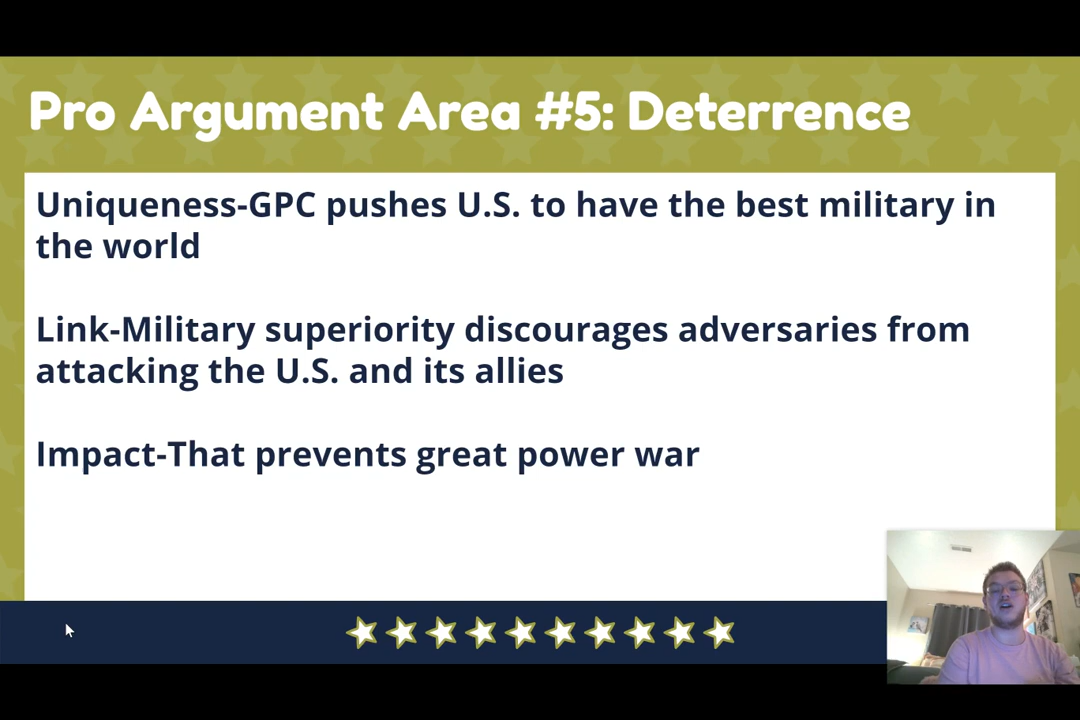 Pro Argument Area #5: Deterrence
Uniqueness-GPC pushes U.S. to have the best military in
the world
Link-Military superiority discourages adversaries from
attacking the U.S. and its allies
Impact-That prevents great power war